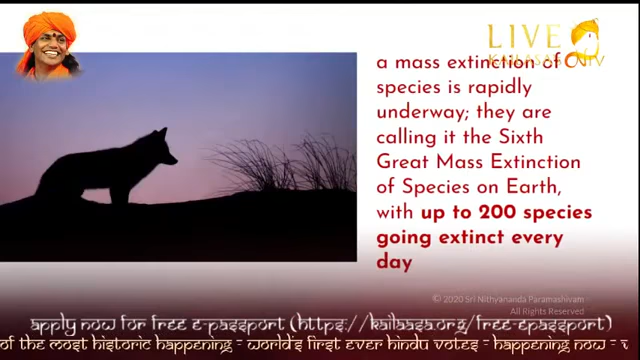 LIVE
KAILASAS TV
a mass extinction of
species is rapidly
underway; they are
calling it the Sixth
Great Mass Extinction
of Species on Earth,
with up to 200 species
going extinct every
day
© 2020 Sri Nithyananda Paramashivam -
All Rights Reserved
apply now for free e-passport (https://kailaasa.org/free-epassport)
of the most historic happening - world's first ever hindu votes - happening now -